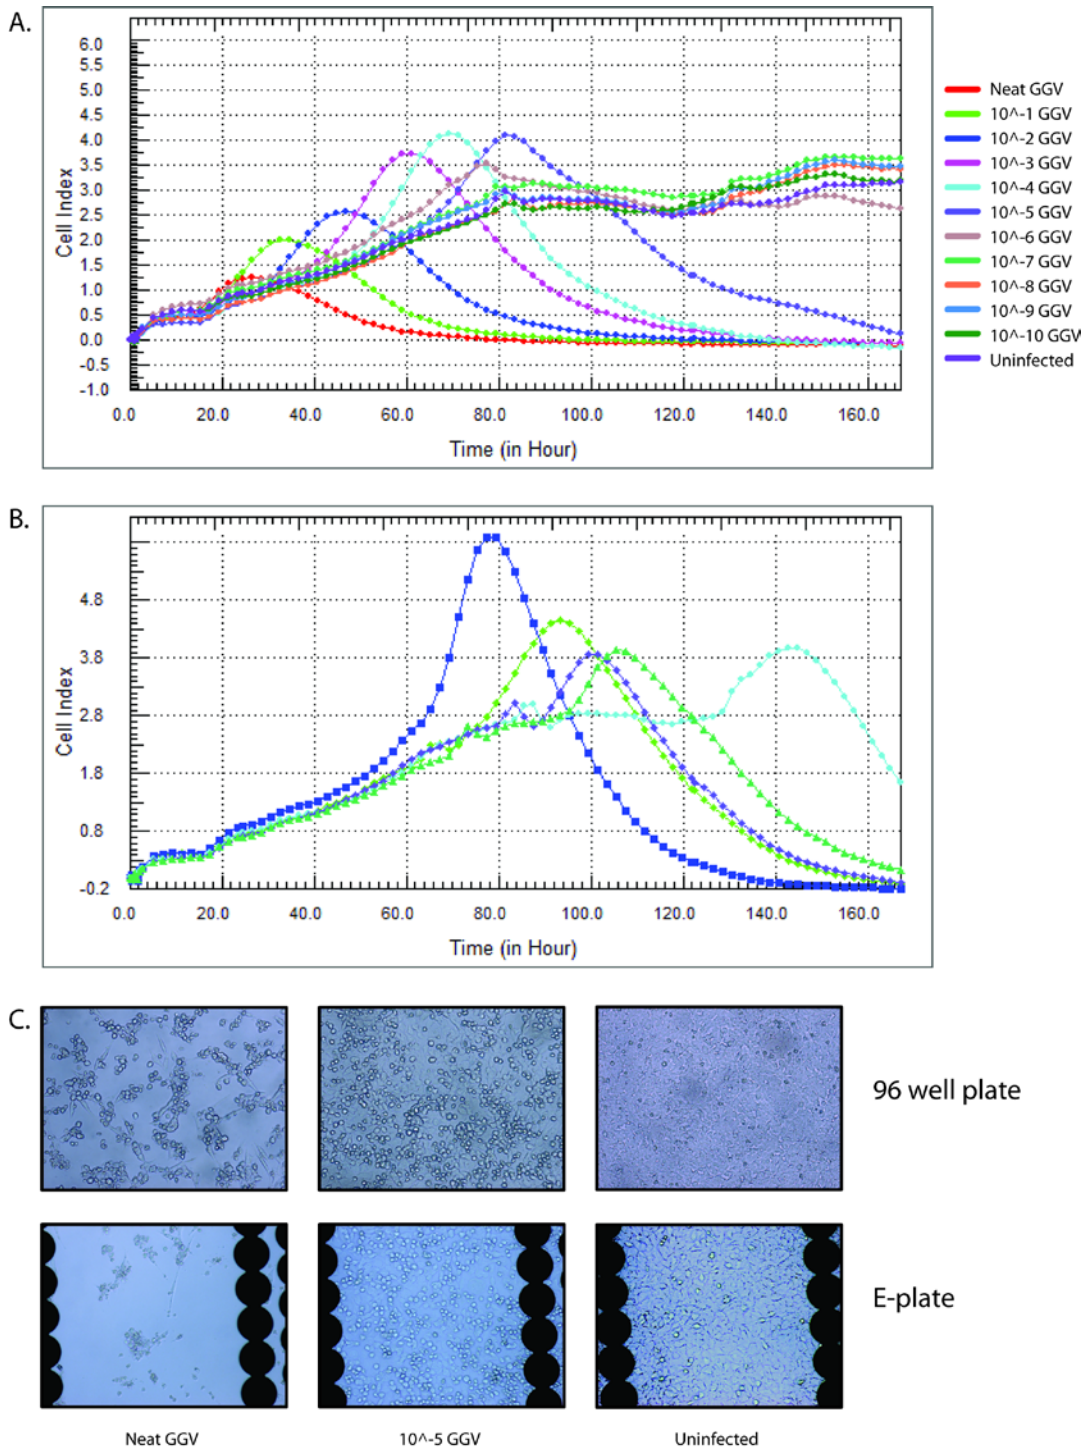 A.
6.0
5.5
5.0
4.5
4.0
3.5
3.0
2.5
2.0
1.5
1.0
0.5
0.0
-0.5
-1.0
Cell Index
0.0 20.0 40.0 60.0 80.0 100.0 120.0 140.0 160.0
Time (in Hour)
Neat GGV
10^-1 GGV
10^-2 GGV
10^-3 GGV
10^-4 GGV
10^-5 GGV
10^-6 GGV
10^-7 GGV
10^-8 GGV
10^-9 GGV
10^-10 GGV
Uninfected
B.
4.8
3.8
2.8
1.8
0.8
-0.2
Cell Index
0.0 20.0 40.0 60.0 80.0 100.0 120.0 140.0 160.0
Time (in Hour)
C.
96 well plate
E-plate
Neat GGV 10^-5 GGV Uninfected